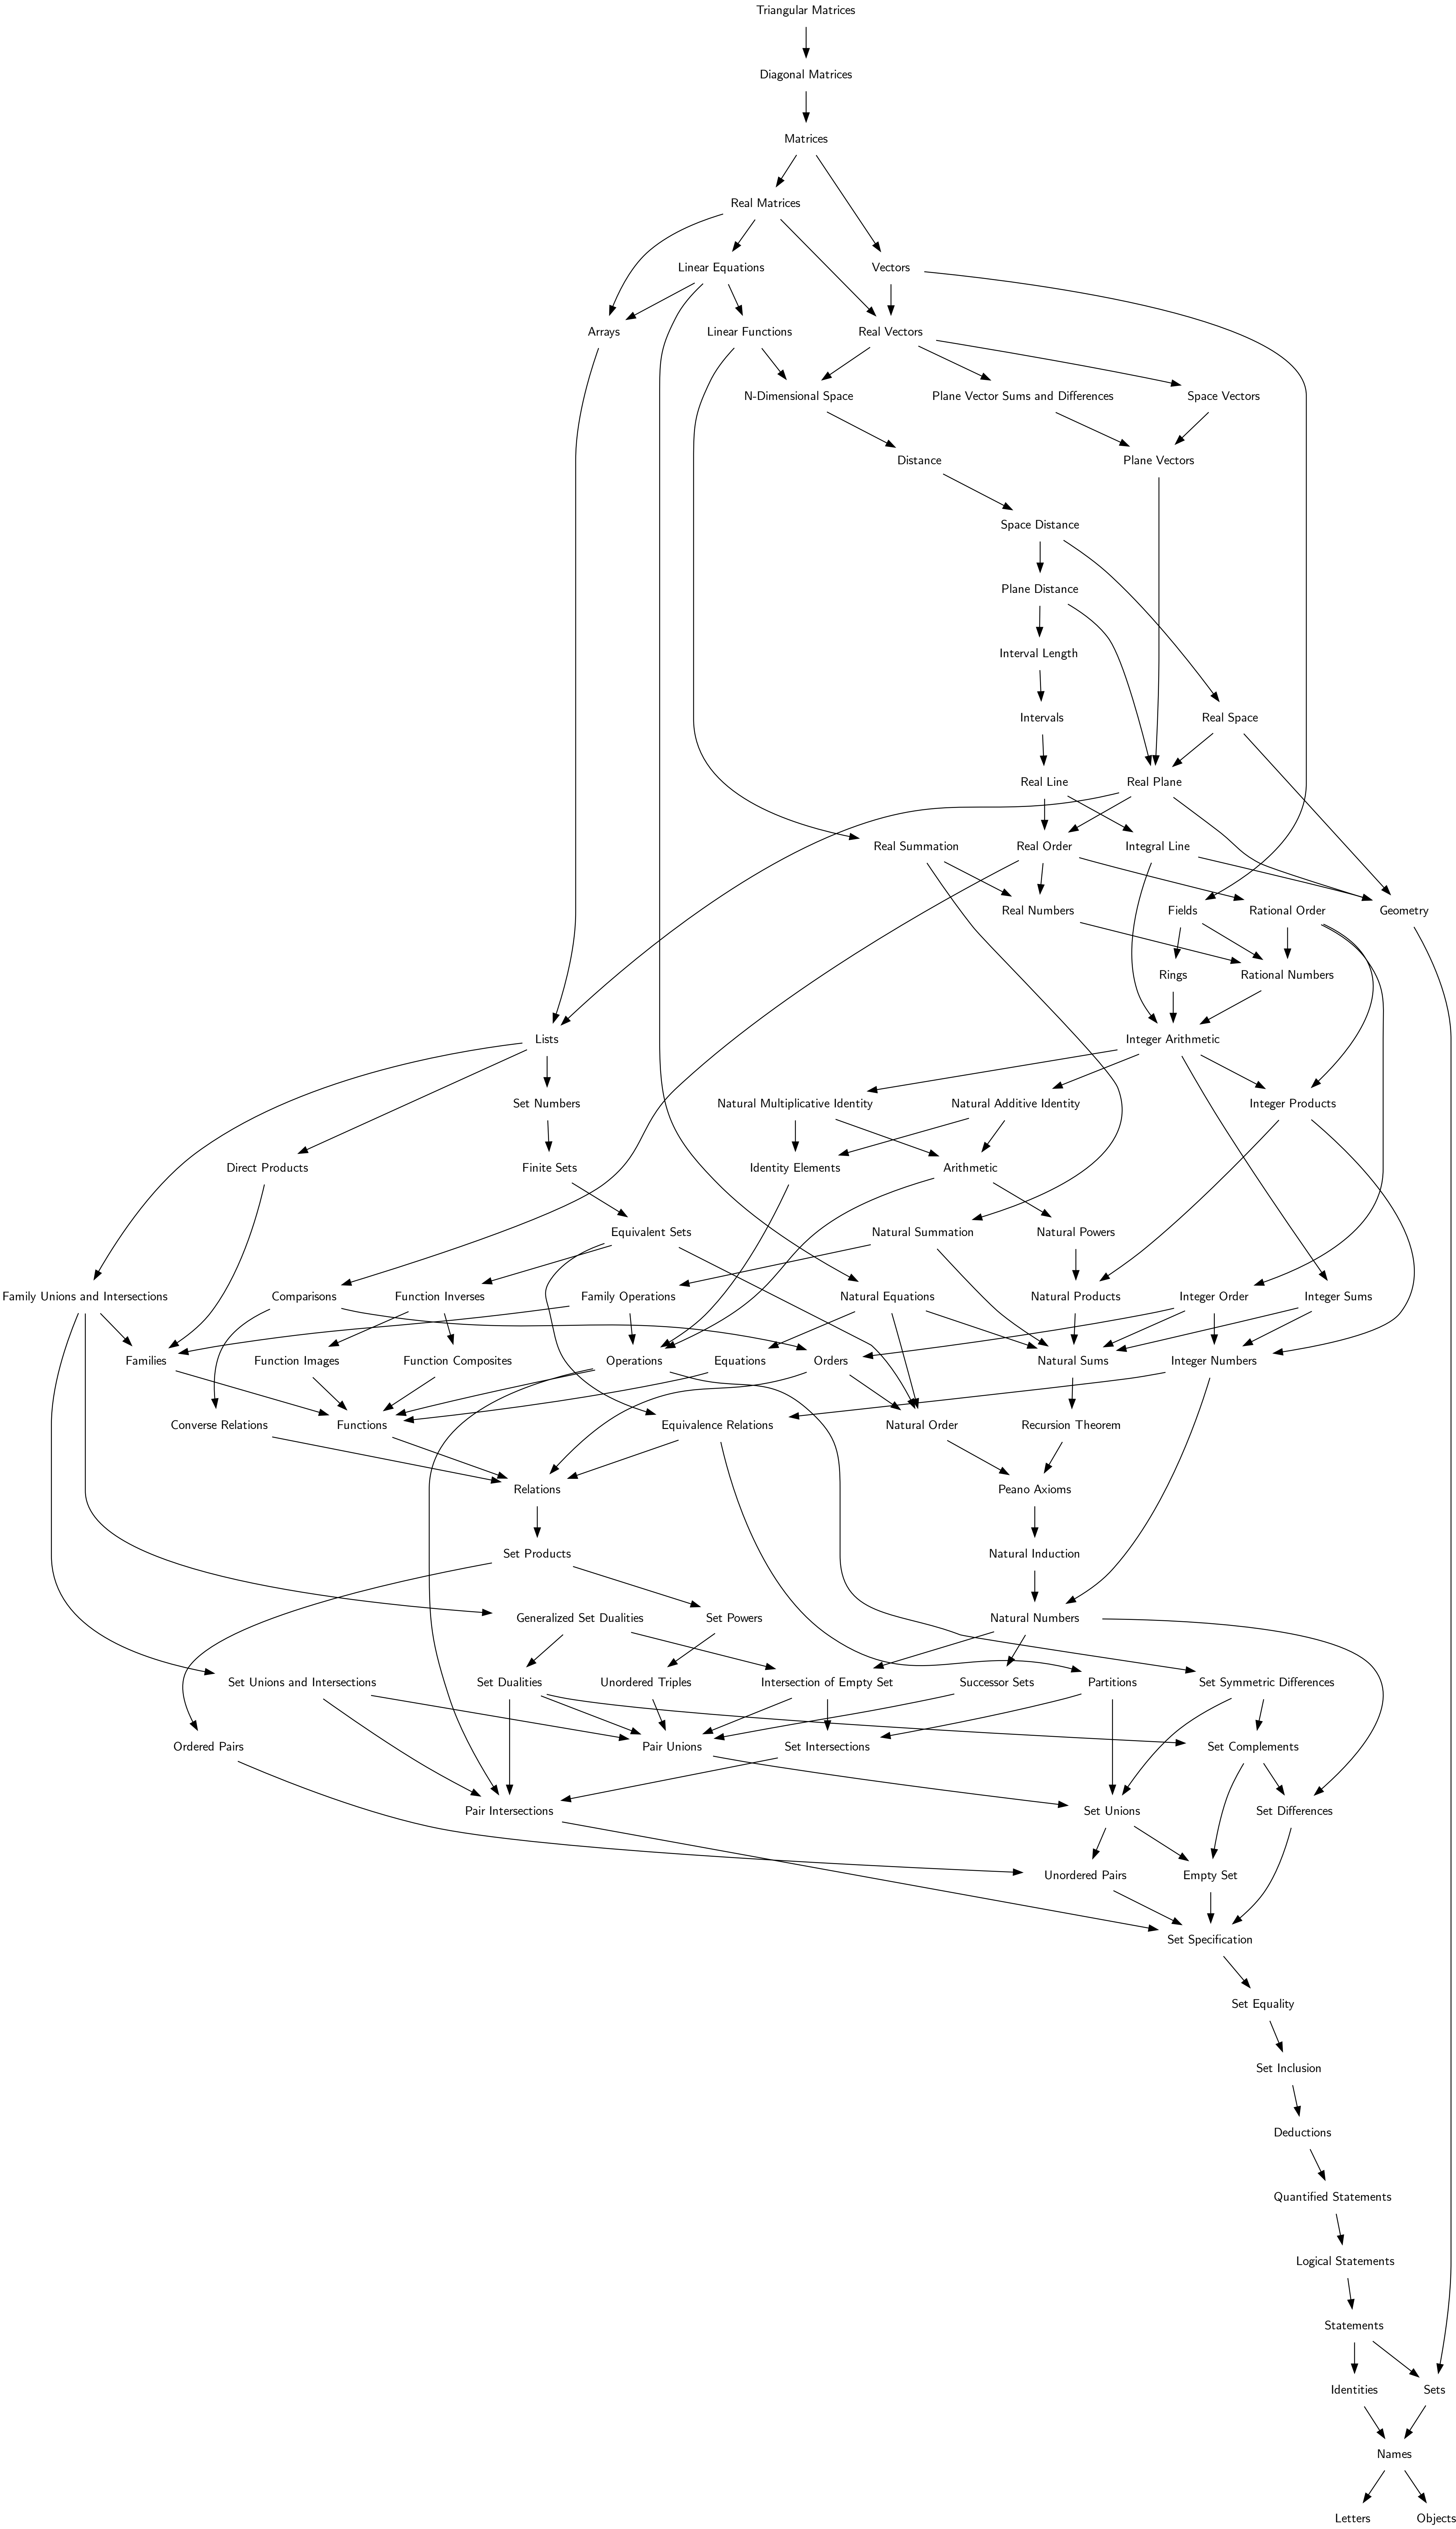 Triangular Matrices
Diagonal Matrices
Matrices
Real Matrices
Linear Equations
Vectors
Arrays
Linear Functions
Real Vectors
N-Dimensional Space
Plane Vector Sums and Differences
Space Vectors
Distance
Plane Vectors
Space Distance
Plane Distance
Interval Length
Intervals
Real Space
Real Line
Real Plane
Real Summation
Real Order
Integral Line
Real Numbers
Fields
Rational Order
Geometry
Rings
Rational Numbers
Lists
Integer Arithmetic
Set Numbers
Natural Multiplicative Identity
Natural Additive Identity
Integer Products
Direct Products
Finite Sets
Identity Elements
Arithmetic
Equivalent Sets
Natural Summation
Natural Powers
Family Unions and Intersections
Comparisons
Function Inverses
Family Operations
Natural Equations
Natural Products
Integer Order
Integer Sums
Families
Function Images
Function Composites
Operations
Equations
Orders
Natural Sums
Integer Numbers
Converse Relations
Functions
Equivalence Relations
Natural Order
Recursion Theorem
Relations
Peano Axioms
Set Products
Natural Induction
Generalized Set Dualities
Set Powers
Natural Numbers
Set Unions and Intersections
Set Dualities
Unordered Triples
Intersection of Empty Set
Successor Sets
Partitions
Set Symmetric Differences
Ordered Pairs
Pair Unions
Set Intersections
Set Complements
Pair Intersections
Set Unions
Set Differences
Unordered Pairs
Empty Set
Set Specification
Set Equality
Set Inclusion
Deductions
Quantified Statements
Logical Statements
Statements
Identities
Sets
Names
Letters
Objects